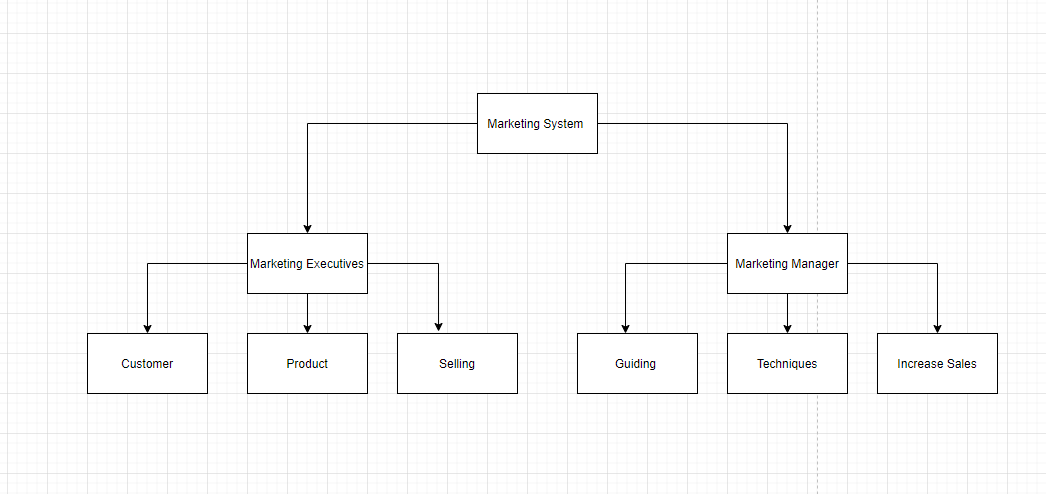 Marketing System
Marketing Executives
Marketing Manager
Customer
Product
Selling
Guiding
Techniques
Increase Sales